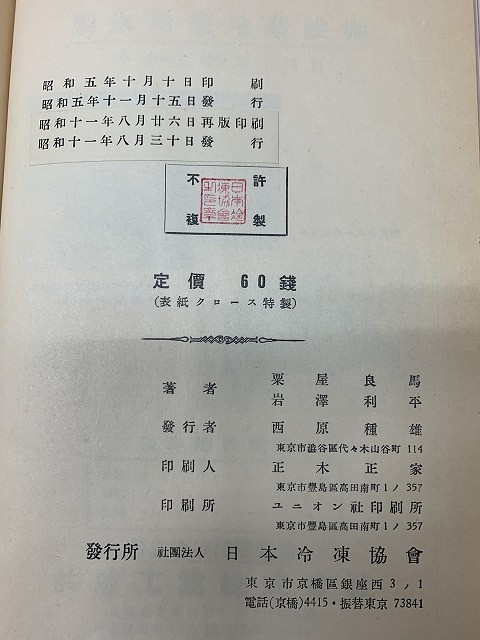 昭和五年十月十日印刷
昭和五年十一月十五日發行
昭和十一年八月廿六日再版印刷
昭和十一年八月三十日發行
不許
複製
定價 60錢
(表紙クロース特製)
著者 粟屋良馬
岩澤利平
發行者 西原種雄
東京市澁谷區代々木山谷町 114
印刷人 正木正家
東京市豊島區高田南町1ノ357
印刷所 ユニオン社印刷所
東京市豊島區高田南町1ノ357
發行所 社團法人 日本冷凍協會
東京市京橋區銀座西3ノ1
電話(京橋)4415・振替東京 73841